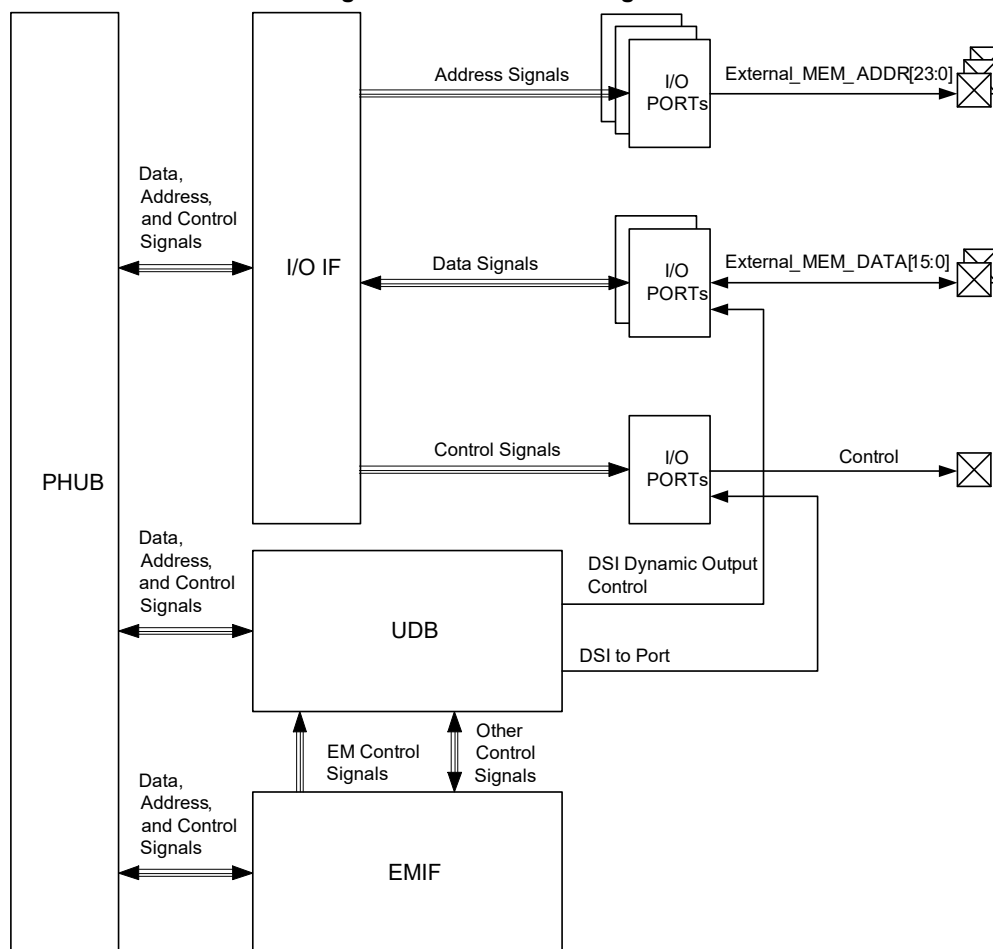 Address Signals
I/O
PORTs
External_MEM_ADDR[23:0]
Data,
Address,
and Control
Signals
I/O IF
Data Signals
I/O
PORTs
External_MEM_DATA[15:0]
Control Signals
I/O
PORTs
Control
PHUB
Data,
Address,
and Control
Signals
UDB
DSI Dynamic Output
Control
DSI to Port
EM Control
Signals
Other
Control
Signals
Data,
Address,
and Control
Signals
EMIF